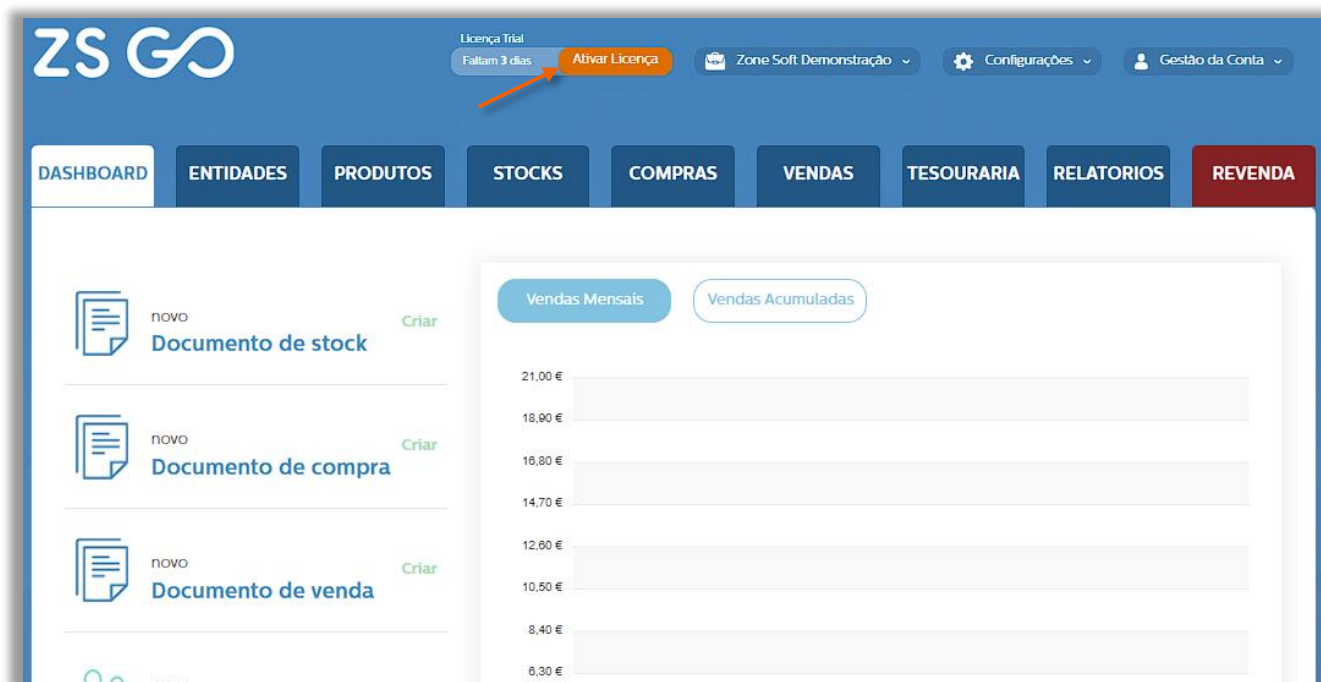 ZS GO
Licença Trial
Faltam 3 dias
Ativar Licença
Zone Soft Demonstração
Configurações
Gestão da Conta
DASHBOARD
ENTIDADES
PRODUTOS
STOCKS
COMPRAS
VENDAS
TESOURARIA
RELATORIOS
REVENDA
novo
Documento de stock
Criar
novo
Documento de compra
Criar
novo
Documento de venda
Criar
Vendas Mensais
Vendas Acumuladas
21,00 €
18,90 €
16,80 €
14,70 €
12,60 €
10,50 €
8,40 €
6,30 €